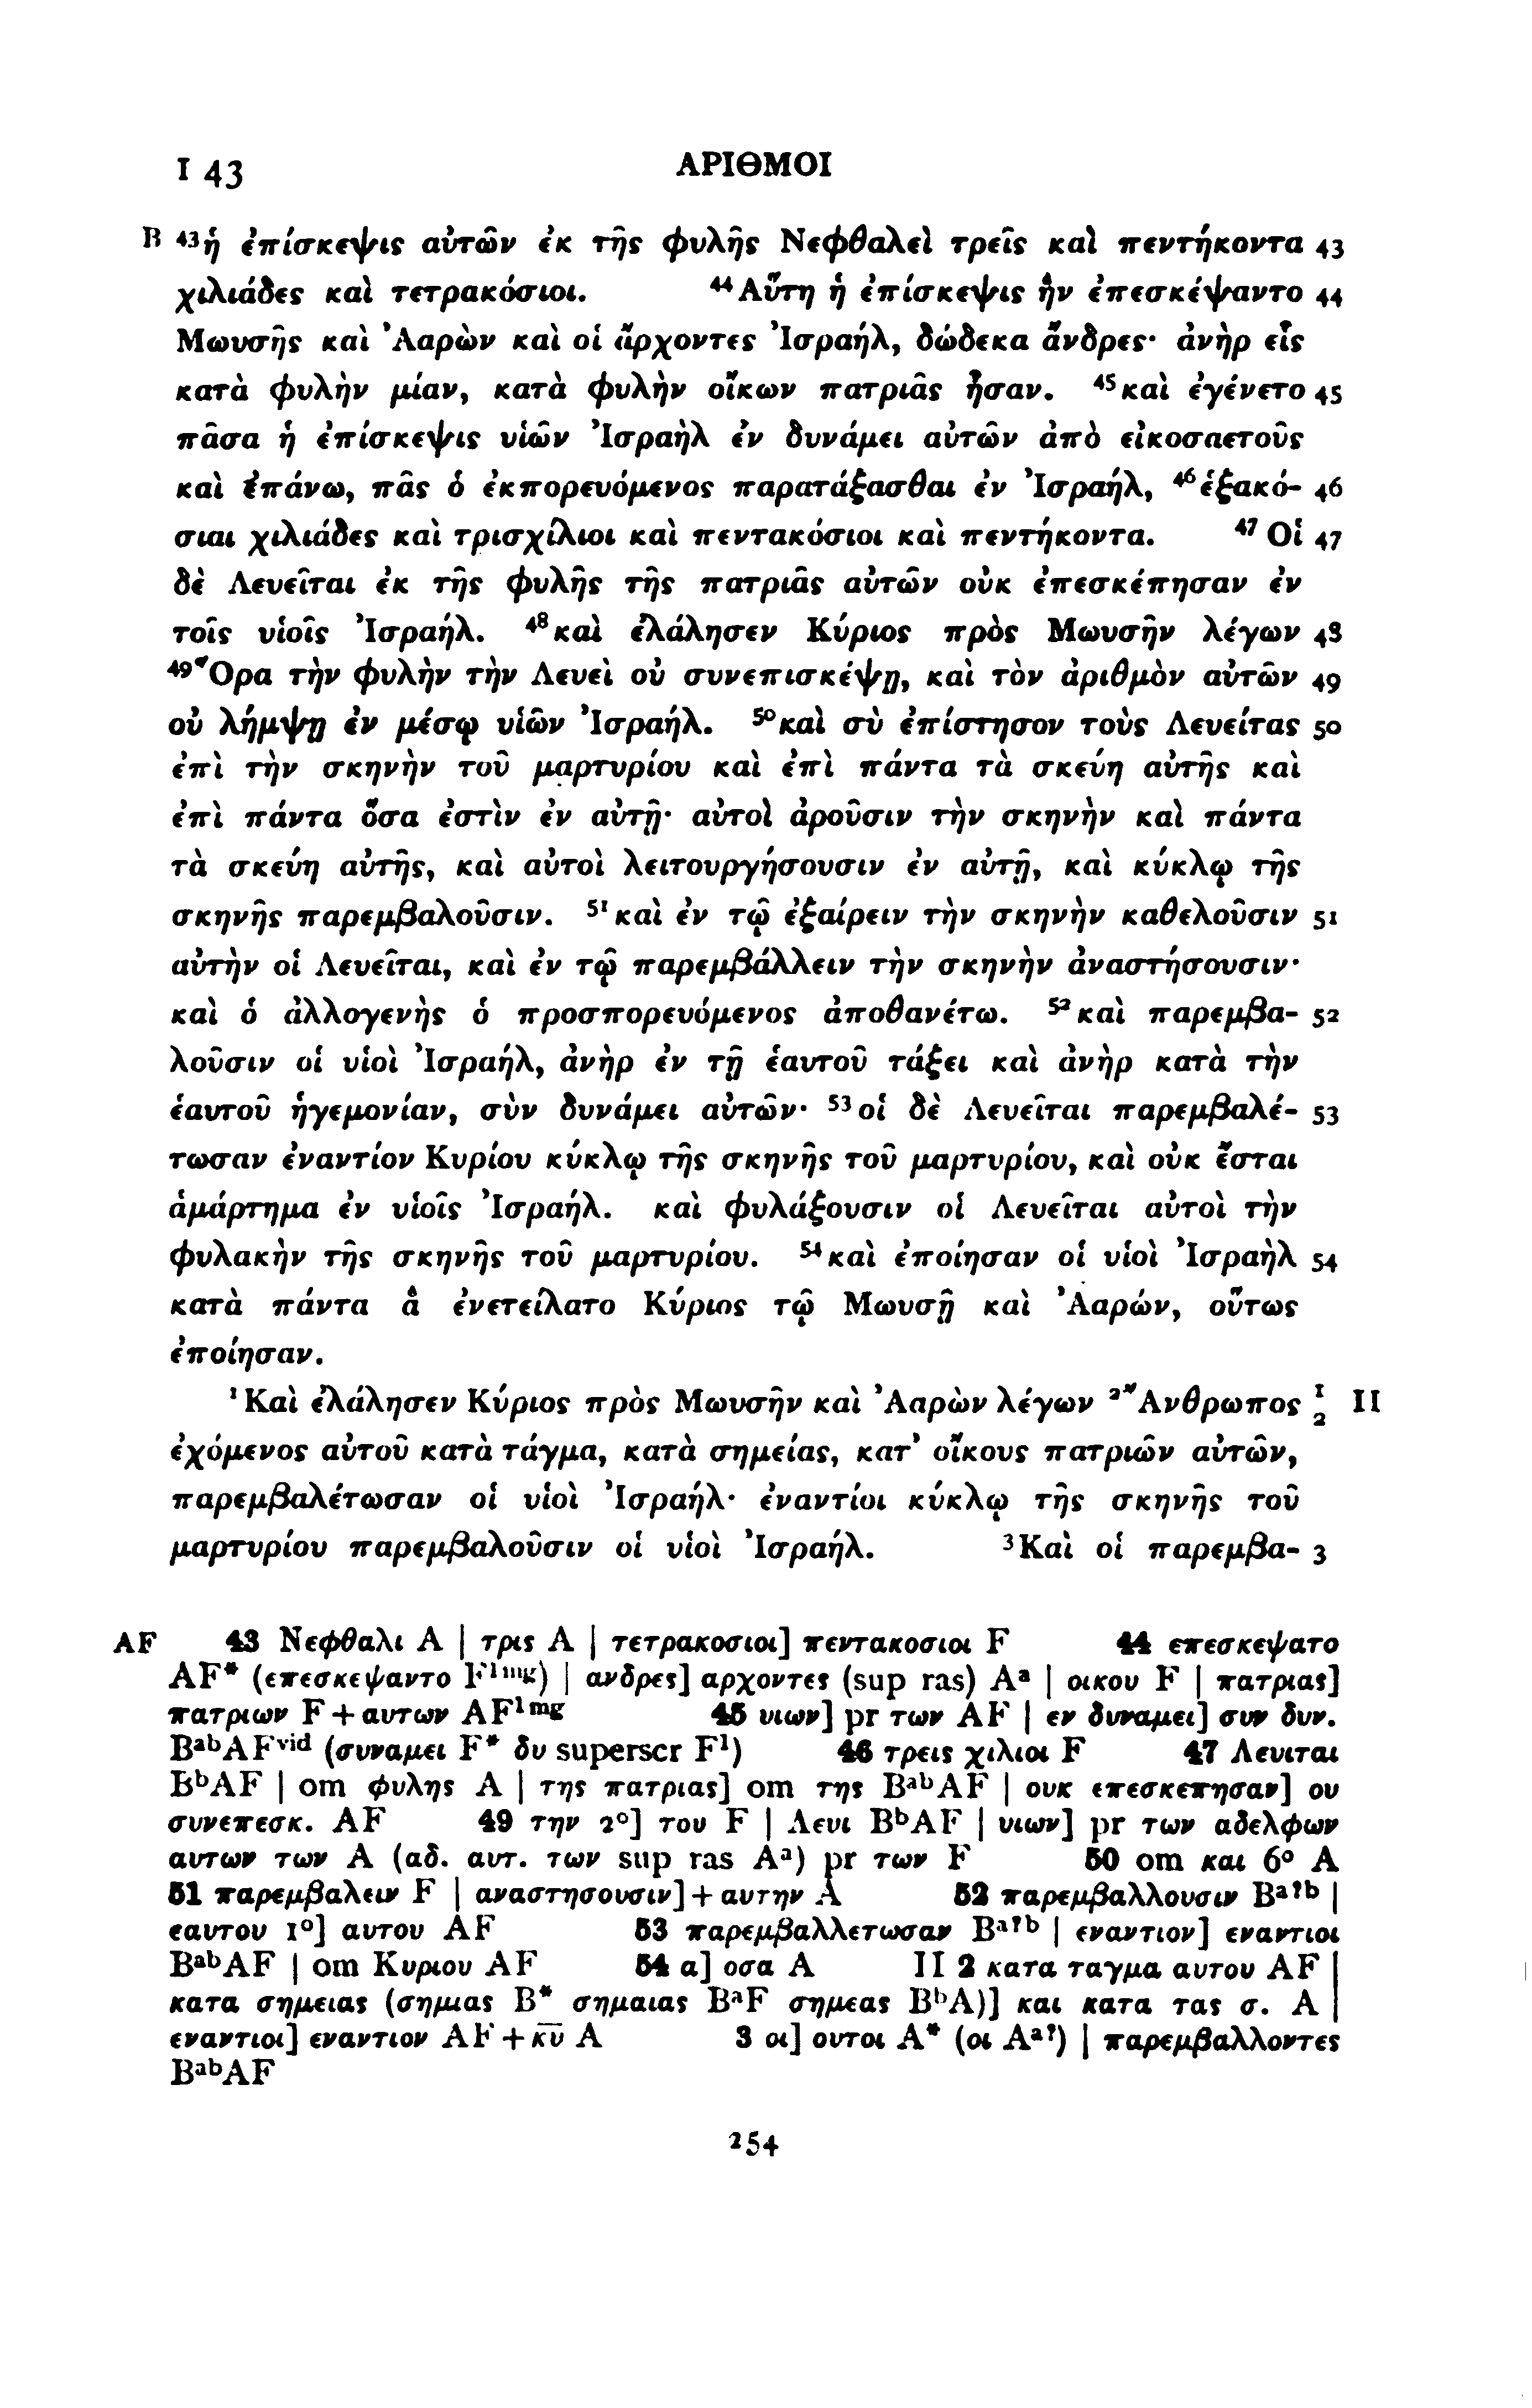 I 43 ΑΡΙΘΜΟΙ
B 43 ἡ ἐπίσκεψις αὐτῶν ἐκ τῆς φυλῆς Νεφθαλεὶ τρεῖς καὶ πεντήκοντα 43
χιλιάδες καὶ τετρακόσιοι. 44 Αὕτη ἡ ἐπίσκεψις ἣν ἐπεσκέψαντο 44
Μωυσῆς καὶ Ἀαρὼν καὶ οἱ ἄρχοντες Ἰσραήλ, δώδεκα ἄνδρες· ἀνὴρ εἷς
κατὰ φυλὴν μίαν, κατὰ φυλὴν οἴκων πατριᾶς ἦσαν. 45 καὶ ἐγένετο 45
πᾶσα ἡ ἐπίσκεψις υἱῶν Ἰσραὴλ ἐν δυνάμει αὐτῶν ἀπὸ εἰκοσαετοῦς
καὶ ἐπάνω, πᾶς ὁ ἐκπορευόμενος παρατάξασθαι ἐν Ἰσραήλ, 46 ἑξακό- 46
σιαι χιλιάδες καὶ τρισχίλιοι καὶ πεντακόσιοι καὶ πεντήκοντα. 47 Οἱ 47
δὲ Λευεῖται ἐκ τῆς φυλῆς τῆς πατριᾶς αὐτῶν οὐκ ἐπεσκέπησαν ἐν
τοῖς υἱοῖς Ἰσραήλ. 48 καὶ ἐλάλησεν Κύριος πρὸς Μωυσῆν λέγων 48
49 Ὅρα τὴν φυλὴν τὴν Λευεὶ οὐ συνεπισκέψῃ, καὶ τὸν ἀριθμὸν αὐτῶν 49
οὐ λήμψῃ ἐν μέσῳ υἱῶν Ἰσραήλ. 50 καὶ σὺ ἐπίστησον τοὺς Λευείτας 50
ἐπὶ τὴν σκηνὴν τοῦ μαρτυρίου καὶ ἐπὶ πάντα τὰ σκεύη αὐτῆς καὶ
ἐπὶ πάντα ὅσα ἐστὶν ἐν αὐτῇ· αὐτοὶ ἀροῦσιν τὴν σκηνὴν καὶ πάντα
τὰ σκεύη αὐτῆς, καὶ αὐτοὶ λειτουργήσουσιν ἐν αὐτῇ, καὶ κύκλῳ τῆς
σκηνῆς παρεμβαλοῦσιν. 51 καὶ ἐν τῷ ἐξαίρειν τὴν σκηνὴν καθελοῦσιν 51
αὐτὴν οἱ Λευεῖται, καὶ ἐν τῷ παρεμβάλλειν τὴν σκηνὴν ἀναστήσουσιν·
καὶ ὁ ἀλλογενὴς ὁ προσπορευόμενος ἀποθανέτω. 52 καὶ παρεμβα- 52
λοῦσιν οἱ υἱοὶ Ἰσραήλ, ἀνὴρ ἐν τῇ ἑαυτοῦ τάξει καὶ ἀνὴρ κατὰ τὴν
ἑαυτοῦ ἡγεμονίαν, σὺν δυνάμει αὐτῶν· 53 οἱ δὲ Λευεῖται παρεμβαλέ- 53
τωσαν ἐναντίον Κυρίου κύκλῳ τῆς σκηνῆς τοῦ μαρτυρίου, καὶ οὐκ ἔσται
ἁμάρτημα ἐν υἱοῖς Ἰσραήλ. καὶ φυλάξουσιν οἱ Λευεῖται αὐτοὶ τὴν
φυλακὴν τῆς σκηνῆς τοῦ μαρτυρίου. 54 καὶ ἐποίησαν οἱ υἱοὶ Ἰσραὴλ 54
κατὰ πάντα ἃ ἐνετείλατο Κύριος τῷ Μωυσῇ καὶ Ἀαρών, οὕτως
ἐποίησαν.
1 Καὶ ἐλάλησεν Κύριος πρὸς Μωυσῆν καὶ Ἀαρὼν λέγων 2 Ἄνθρωπος 1 2 II
ἐχόμενος αὐτοῦ κατὰ τάγμα, κατὰ σημείας, κατ' οἴκους πατριῶν αὐτῶν,
παρεμβαλέτωσαν οἱ υἱοὶ Ἰσραήλ· ἐναντίοι κύκλῳ τῆς σκηνῆς τοῦ
μαρτυρίου παρεμβαλοῦσιν οἱ υἱοὶ Ἰσραήλ. 3 Καὶ οἱ παρεμβα- 3
AF 43 Νεφθαλι A | τρις A | τετρακοσιοι] πεντακοσιοι F 44 επεσκεψατο
AF* (επεσκεψαντο F¹ᵐᵍ) | ανδρες] αρχοντες (sup ras) Aᵃ | οικου F | πατριας]
πατριων F + αυτων AF¹ᵐᵍ 45 υιων] pr των AF | εν δυναμει] συν δυν.
BᵃᵇAFᵛⁱᵈ (συναμει F* δυ superscr F¹) 46 τρεις χιλιοι F 47 Λευιται
BᵇAF | om φυλης A | της πατριας] om της BᵃᵇAF | ουκ επεσκεπησαν] ου
συνεπεσκ. AF 49 την 2°] του F | Λευι BᵇAF | υιων] pr των αδελφων
αυτων των A (αδ. αυτ. των sup ras Aᵃ) pr των F 50 om και 6° A
51 παρεμβαλειν F | αναστησουσιν] + αυτην A 52 παρεμβαλλουσιν Bᵃ?ᵇ |
εαυτου 1°] αυτου AF 53 παρεμβαλλετωσαν Bᵃ?ᵇ | εναντιον] εναντιοι
BᵃᵇAF | om Κυριου AF 54 α] οσα A II 2 κατα ταγμα αυτου AF |
κατα σημειας (σημιας B* σημαιας BᵃF σημεας BᵇA)] και κατα τας σ. A |
εναντιοι] εναντιον AF + κ̅υ̅ A 3 οι] ουτοι A* (οι Aᵃ?) | παρεμβαλλοντες
BᵃᵇAF
254